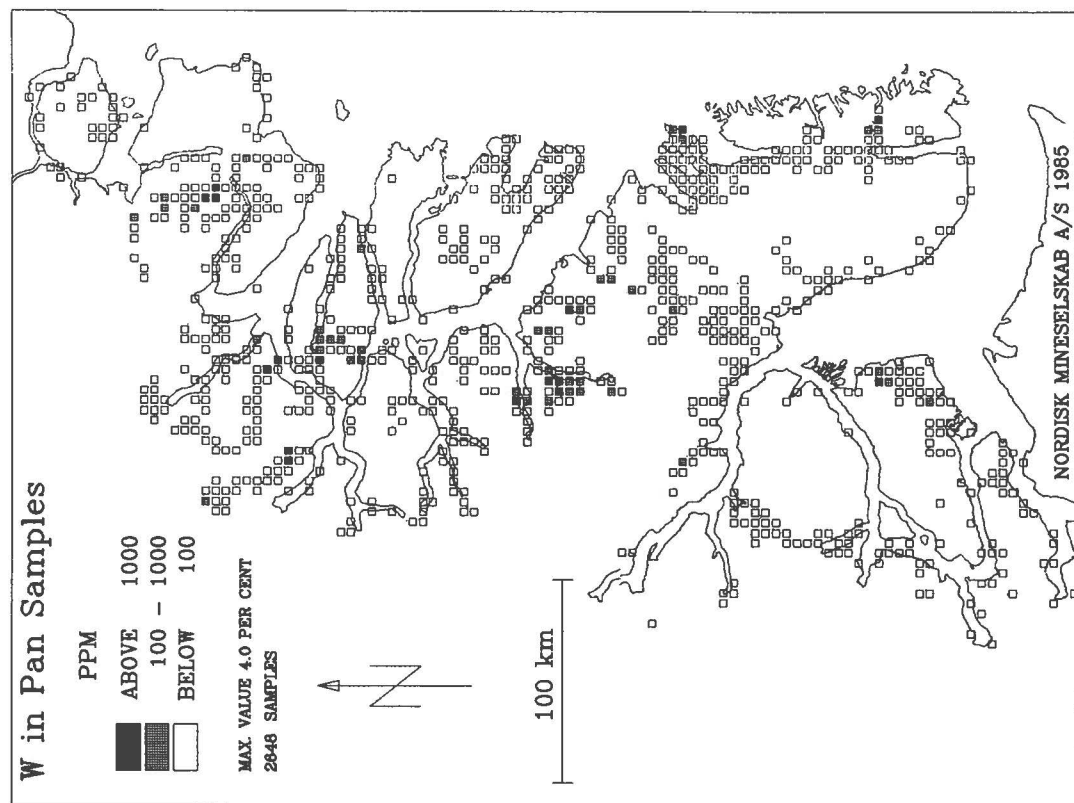 W in Pan Samples
PPM
ABOVE 1000
100 - 1000
BELOW 100
MAX. VALUE 4.0 PER CENT
2648 SAMPLES
N
100 km
NORDISK MINESELSKAB A/S 1985